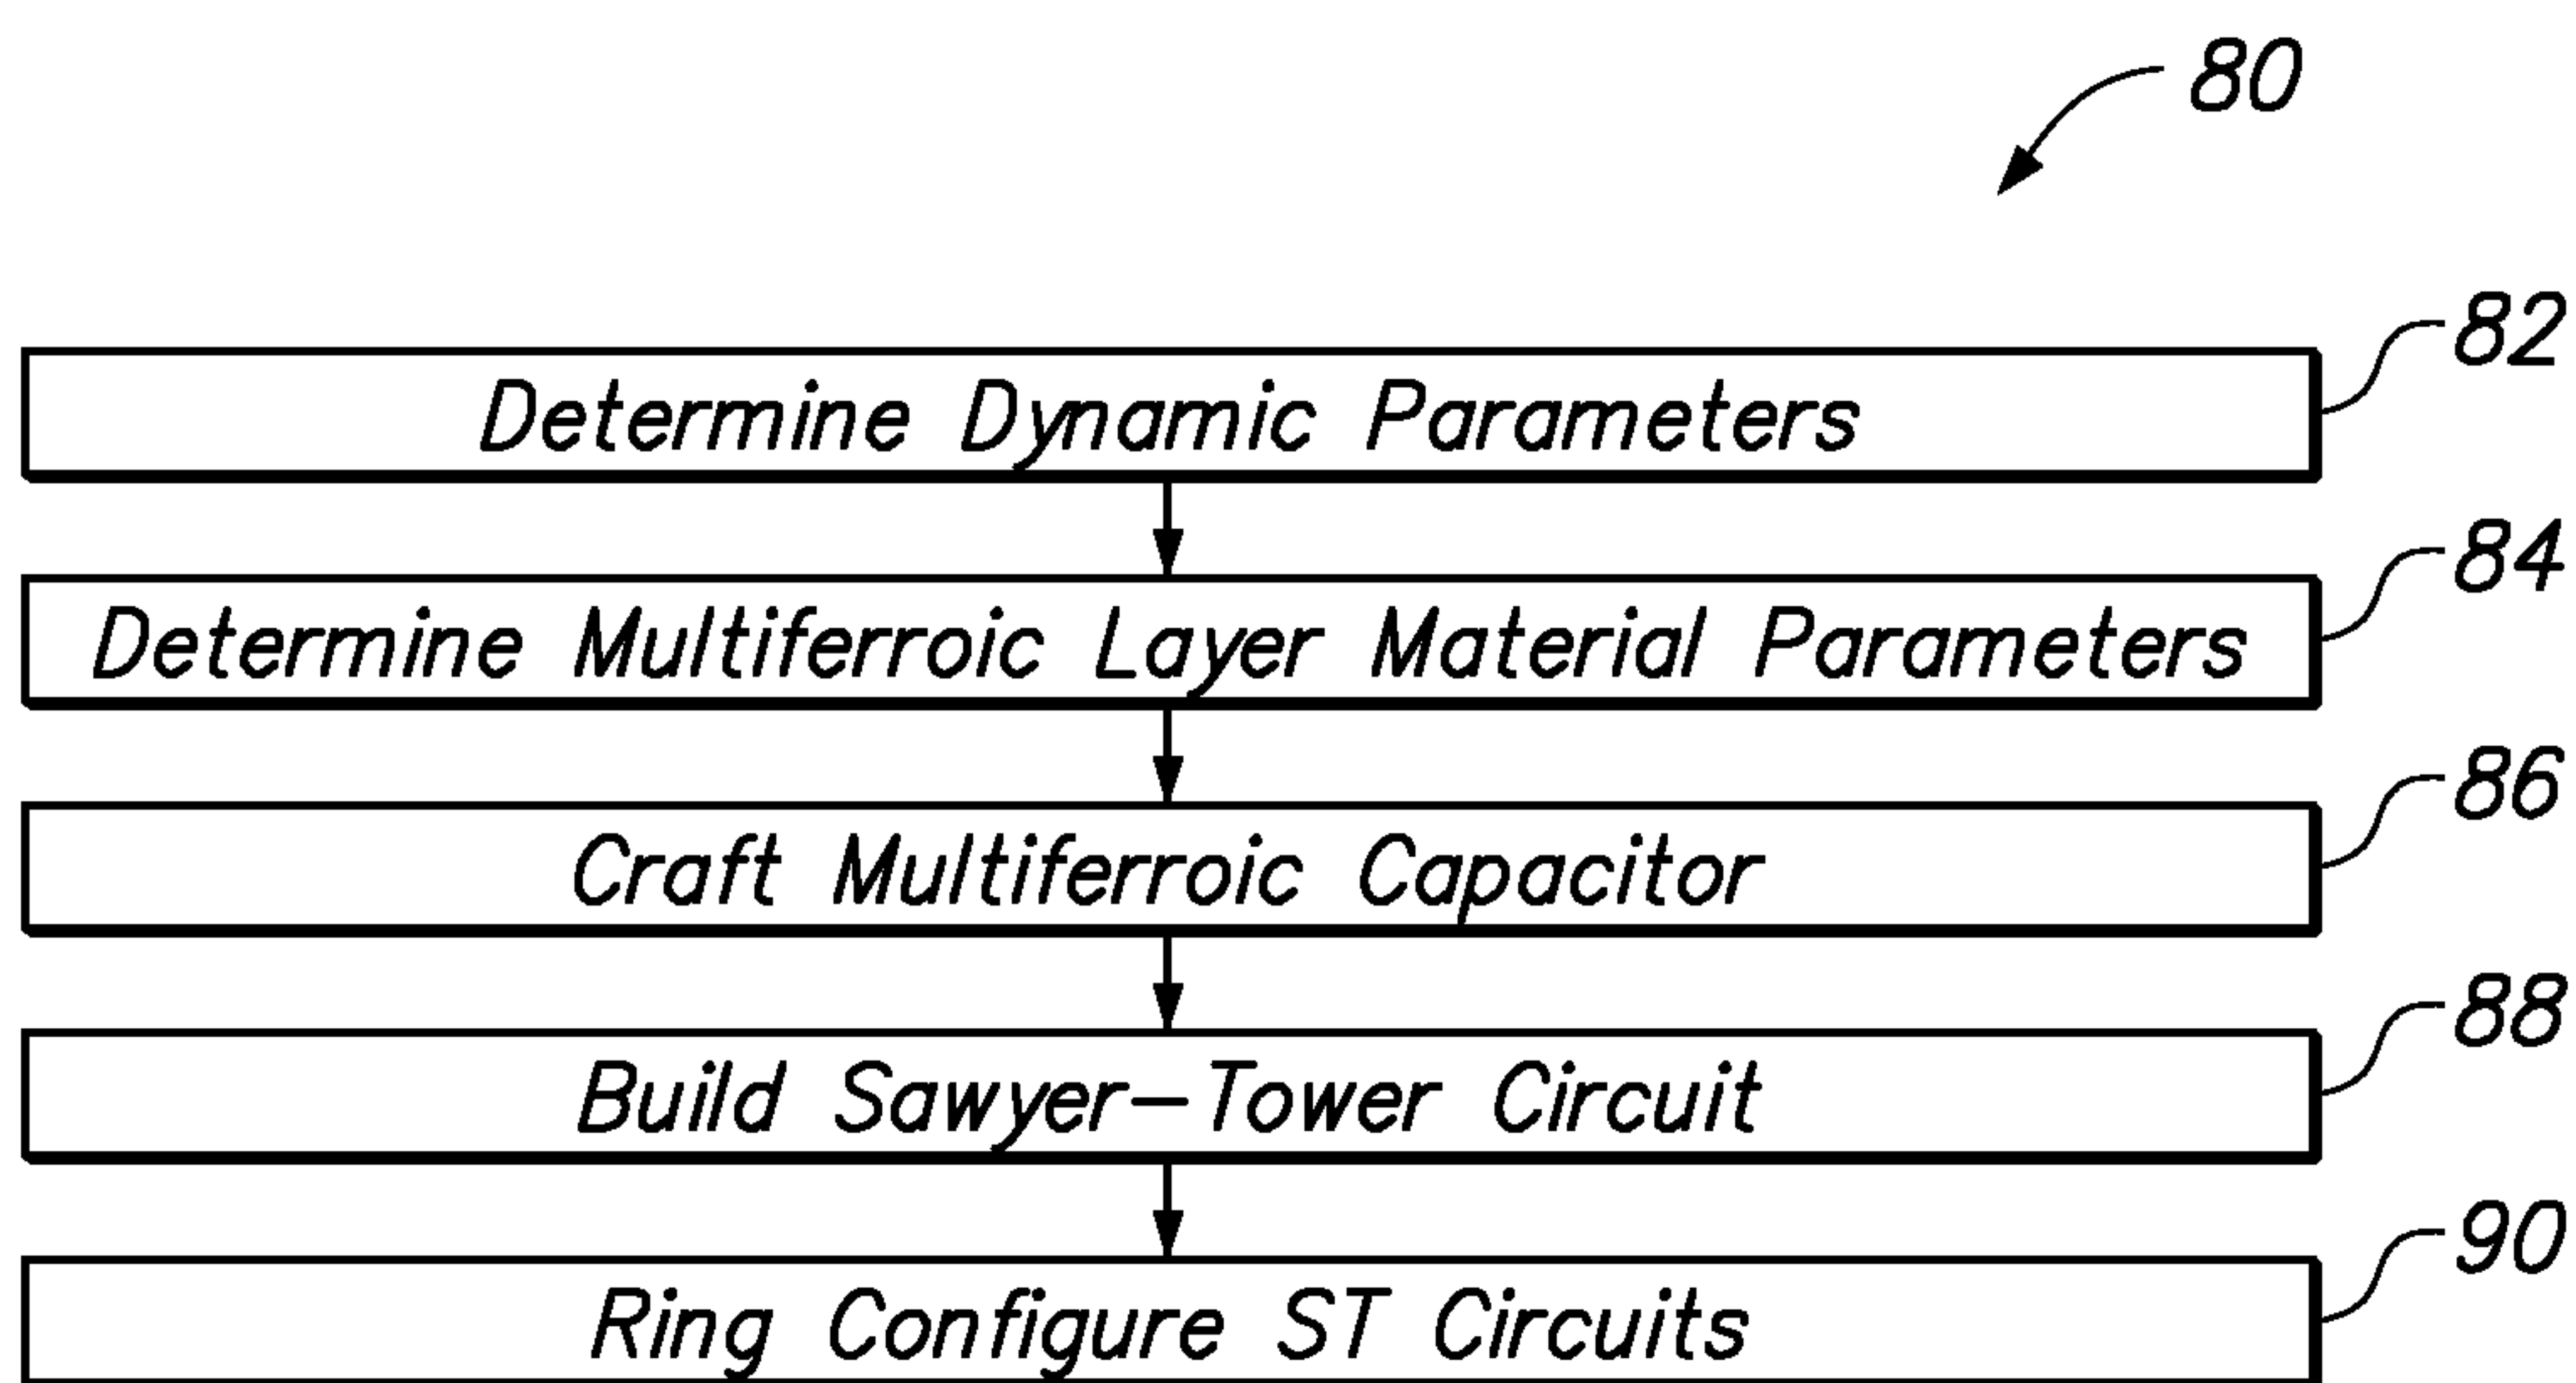 80
Determine Dynamic Parameters 82
Determine Multiferroic Layer Material Parameters 84
Craft Multiferroic Capacitor 86
Build Sawyer-Tower Circuit 88
Ring Configure ST Circuits 90